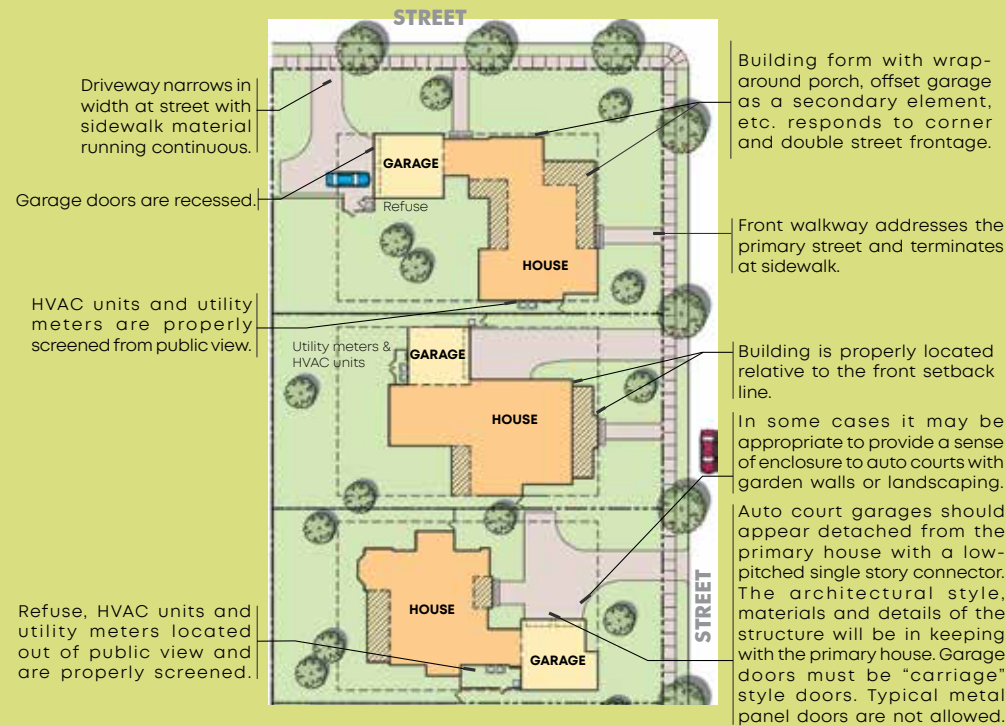 STREET
Driveway narrows in
width at street with
sidewalk material
running continuous.
Garage doors are recessed.
HVAC units and utility
meters are properly
screened from public view.
Refuse, HVAC units and
utility meters located
out of public view and
are properly screened.
GARAGE
Refuse
HOUSE
Utility meters &
HVAC units
GARAGE
HOUSE
HOUSE
GARAGE
STREET
Building form with wrap-
around porch, offset garage
as a secondary element,
etc. responds to corner
and double street frontage.
Front walkway addresses the
primary street and terminates
at sidewalk.
Building is properly located
relative to the front setback
line.
In some cases it may be
appropriate to provide a sense
of enclosure to auto courts with
garden walls or landscaping.
Auto court garages should
appear detached from the
primary house with a low-
pitched single story connector.
The architectural style,
materials and details of the
structure will be in keeping
with the primary house. Garage
doors must be “carriage”
style doors. Typical metal
panel doors are not allowed.